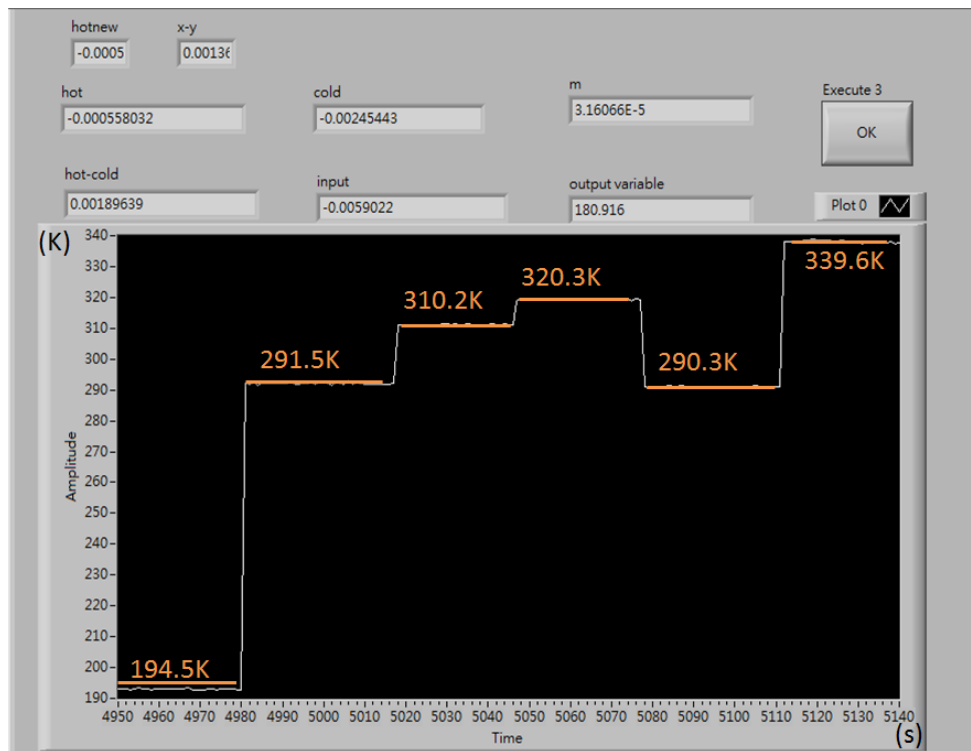 hotnew x-y
-0.0005 0.00136
hot cold m Execute 3
-0.000558032 -0.00245443 3.16066E-5 OK
hot-cold input output variable
0.00189639 -0.0059022 180.916 Plot 0
(K)
340
330
320
310
300
290
280
270
260
250
240
230
220
210
200
190
Amplitude
194.5K
291.5K
310.2K
320.3K
290.3K
339.6K
4950 4960 4970 4980 4990 5000 5010 5020 5030 5040 5050 5060 5070 5080 5090 5100 5110 5120 5130 5140
Time
(s)